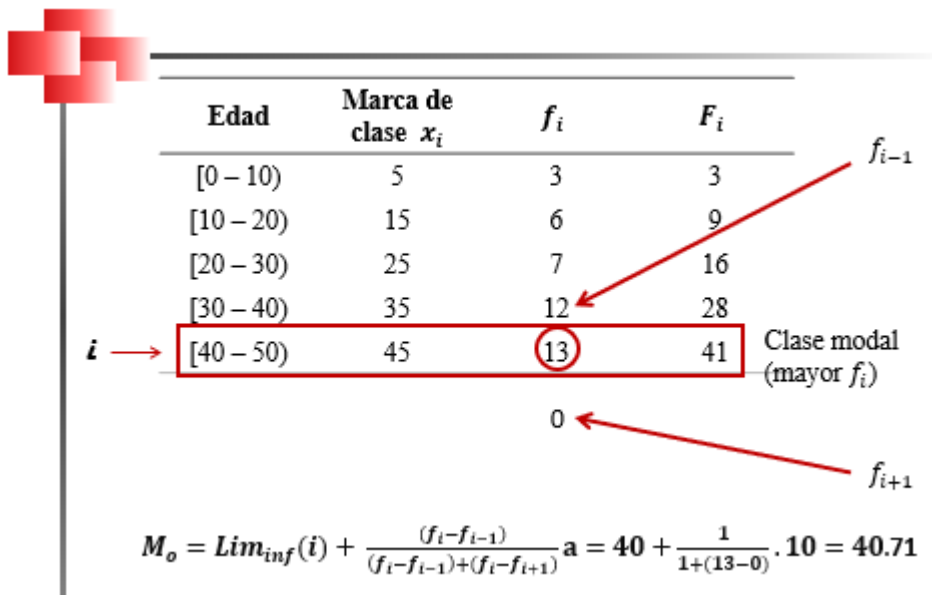 Edad Marca de clase xᵢ fᵢ Fᵢ
fᵢ₋₁
[0 – 10) 5 3 3
[10 – 20) 15 6 9
[20 – 30) 25 7 16
[30 – 40) 35 12 28
i [40 – 50) 45 13 41 Clase modal
(mayor fᵢ)
0
fᵢ₊₁
Mₒ = Lim_inf(i) + (fᵢ−fᵢ₋₁)/((fᵢ−fᵢ₋₁)+(fᵢ−fᵢ₊₁)) a = 40 + 1/(1+(13−0)) . 10 = 40.71